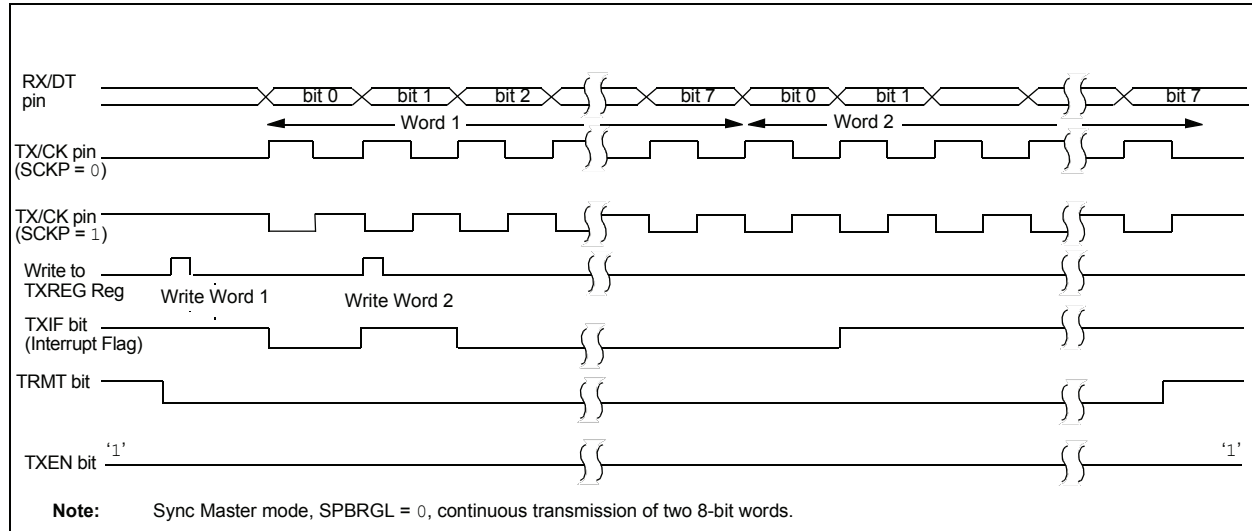 RX/DT
pin
bit 0 bit 1 bit 2 bit 7 bit 0 bit 1 bit 7
Word 1 Word 2
TX/CK pin
(SCKP = 0)
TX/CK pin
(SCKP = 1)
Write to
TXREG Reg
Write Word 1 Write Word 2
TXIF bit
(Interrupt Flag)
TRMT bit
TXEN bit '1' '1'
Note: Sync Master mode, SPBRGL = 0, continuous transmission of two 8-bit words.